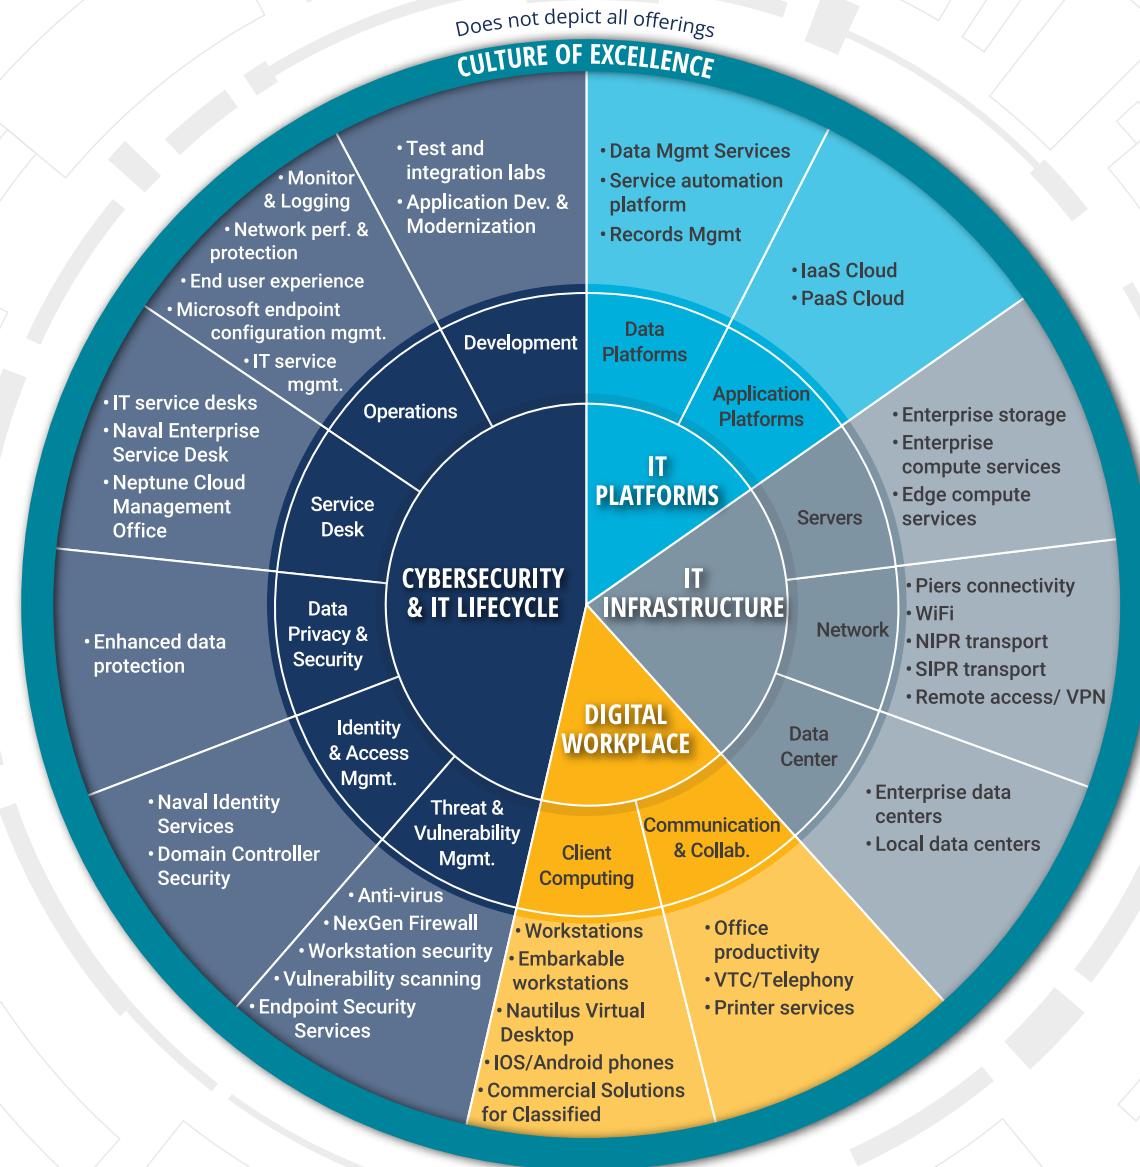 Does not depict all offerings
CULTURE OF EXCELLENCE
• Test and
integration labs
• Application Dev. &
Modernization
• Data Mgmt Services
• Service automation
platform
• Records Mgmt
• IaaS Cloud
• PaaS Cloud
• Monitor
& Logging
• Network perf. &
protection
• End user experience
• Microsoft endpoint
configuration mgmt.
• IT service
mgmt.
Development
Data
Platforms
Application
Platforms
Operations
• IT service desks
• Naval Enterprise
Service Desk
• Neptune Cloud
Management
Office
Service
Desk
IT
PLATFORMS
Servers
• Enterprise storage
• Enterprise
compute services
• Edge compute
services
CYBERSECURITY
& IT LIFECYCLE
IT
INFRASTRUCTURE
Network
• Piers connectivity
• WiFi
• NIPR transport
• SIPR transport
• Remote access/ VPN
• Enhanced data
protection
Data
Privacy &
Security
DIGITAL
WORKPLACE
Data
Center
• Enterprise data
centers
• Local data centers
Identity
& Access
Mgmt.
• Naval Identity
Services
• Domain Controller
Security
Threat &
Vulnerability
Mgmt.
Client
Computing
Communication
& Collab.
• Anti-virus
• NexGen Firewall
• Workstation security
• Vulnerability scanning
• Endpoint Security
Services
• Workstations
• Embarkable
workstations
• Nautilus Virtual
Desktop
• IOS/Android phones
• Commercial Solutions
for Classified
• Office
productivity
• VTC/Telephony
• Printer services